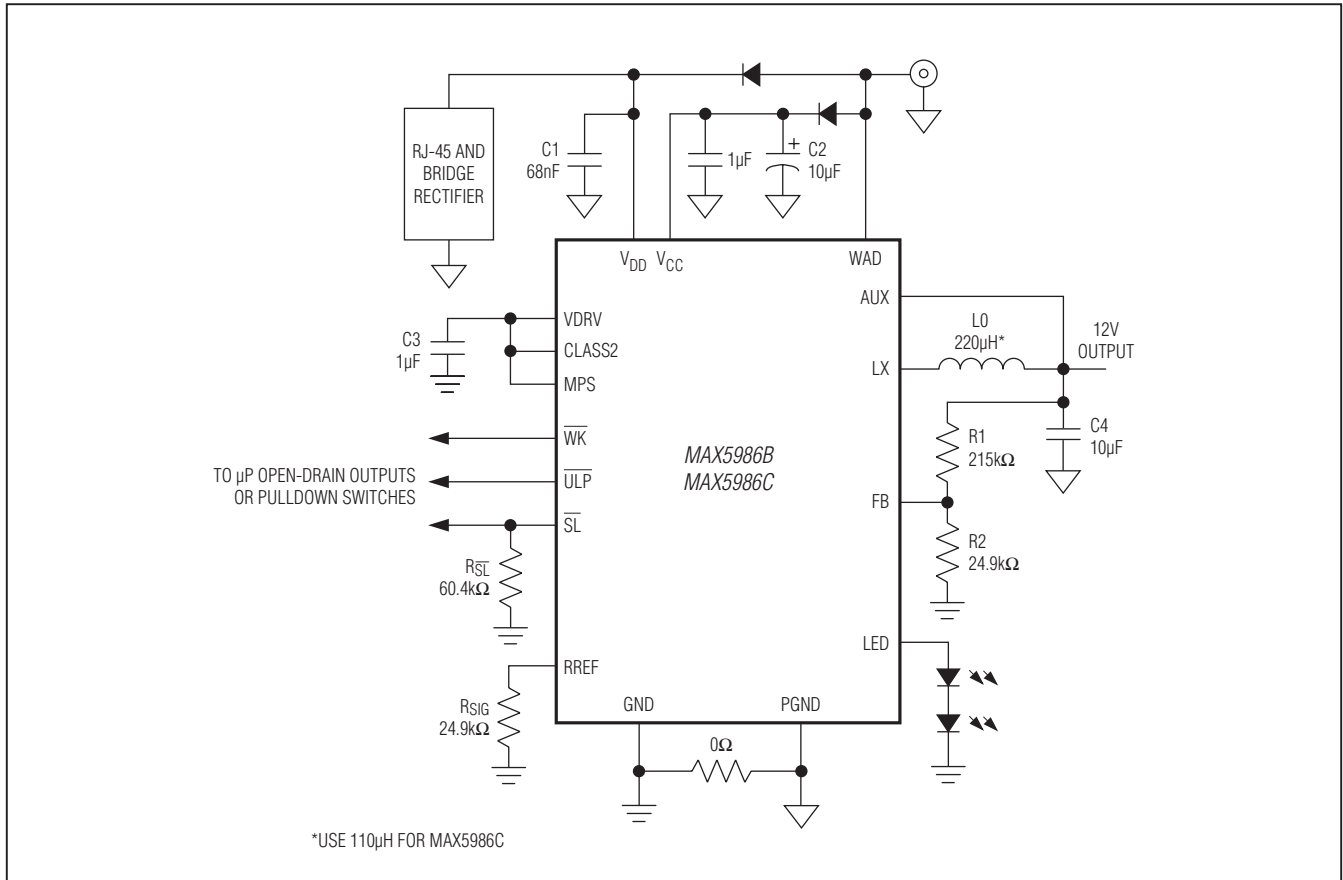 RJ-45 AND
BRIDGE
RECTIFIER
C1
68nF
1µF
+
C2
10µF
VDD
VCC
WAD
AUX
L0
220µH*
12V
OUTPUT
C3
1µF
VDRV
CLASS2
MPS
LX
WK
TO µP OPEN-DRAIN OUTPUTS
OR PULLDOWN SWITCHES
ULP
SL
MAX5986B
MAX5986C
R1
215kΩ
C4
10µF
FB
R2
24.9kΩ
RSL
60.4kΩ
LED
RREF
RSIG
24.9kΩ
GND
PGND
0Ω
*USE 110µH FOR MAX5986C